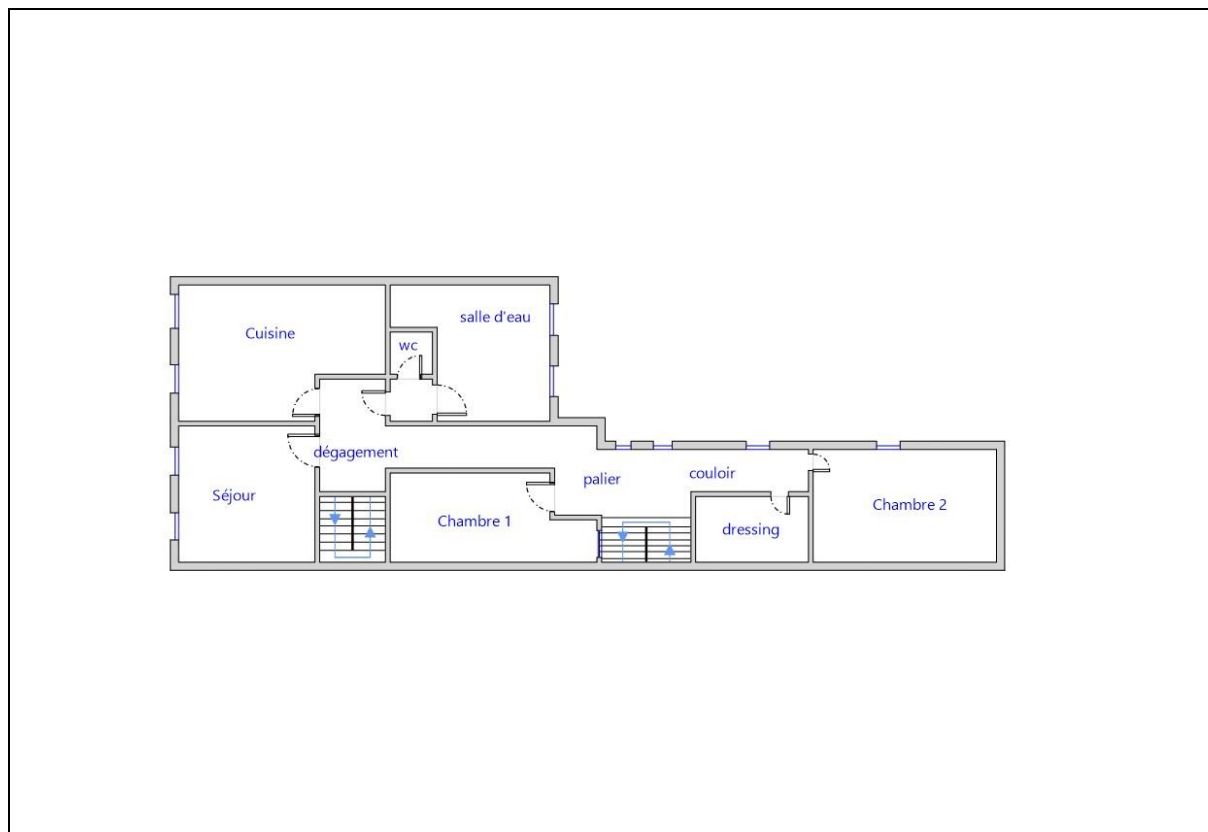 salle d'eau
Cuisine
wc
dégagement
palier
couloir
Séjour
Chambre 1
dressing
Chambre 2